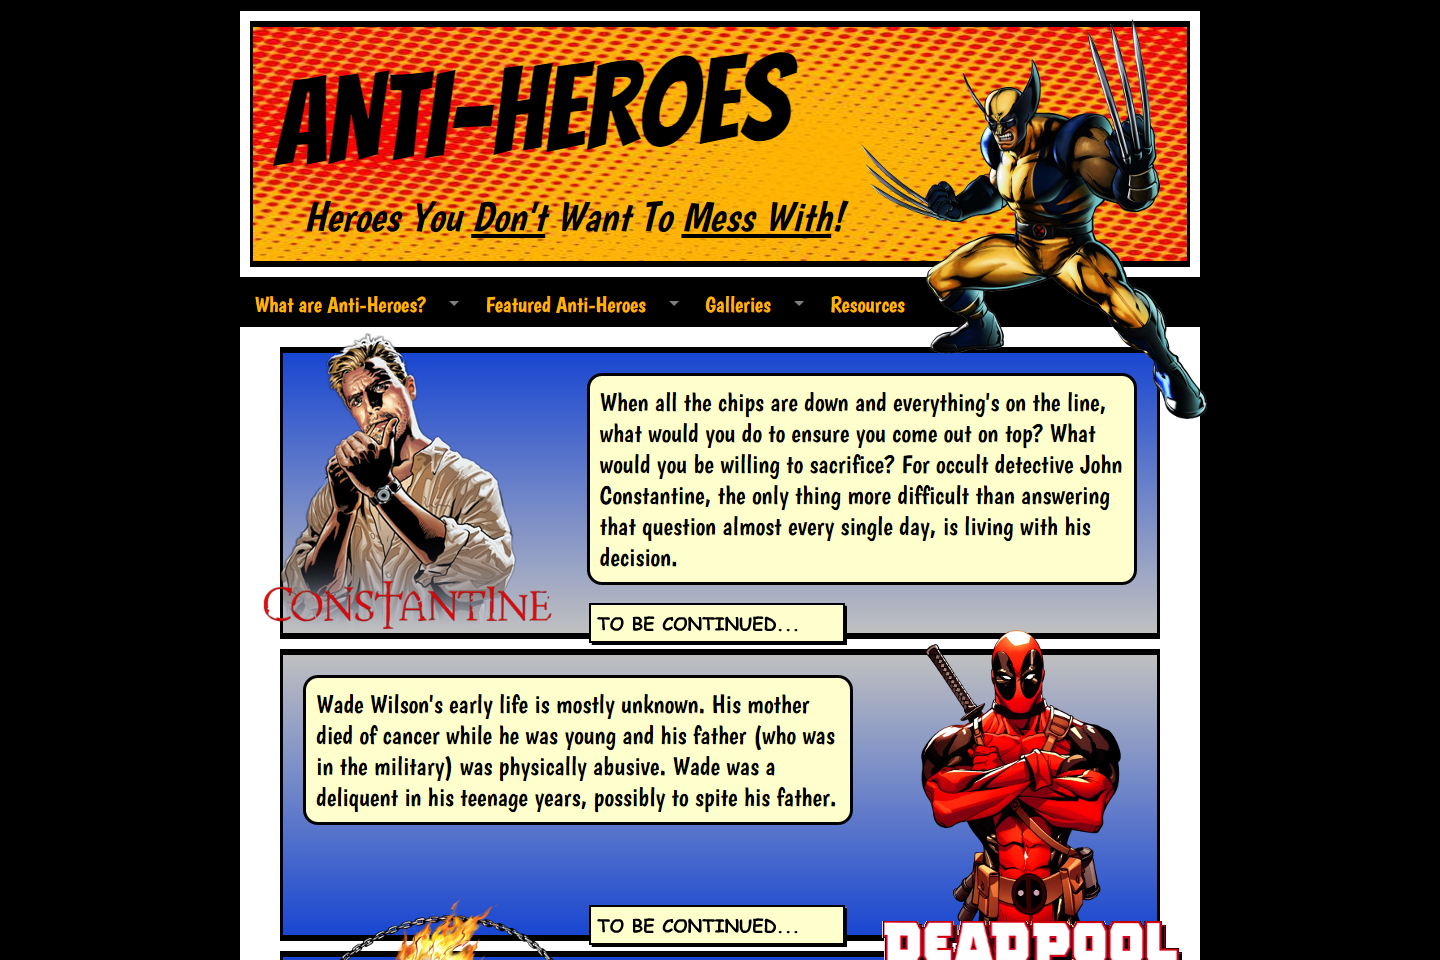 ANTI-HEROES
Heroes You Don't Want To Mess With!
What are Anti-Heroes? Featured Anti-Heroes Galleries Resources
When all the chips are down and everything's on the line,
what would you do to ensure you come out on top? What
would you be willing to sacrifice? For occult detective John
Constantine, the only thing more difficult than answering
that question almost every single day, is living with his
decision.
CONSTANTINE
TO BE CONTINUED...
Wade Wilson's early life is mostly unknown. His mother
died of cancer while he was young and his father (who was
in the military) was physically abusive. Wade was a
deliquent in his teenage years, possibly to spite his father.
TO BE CONTINUED...
DEADPOOL